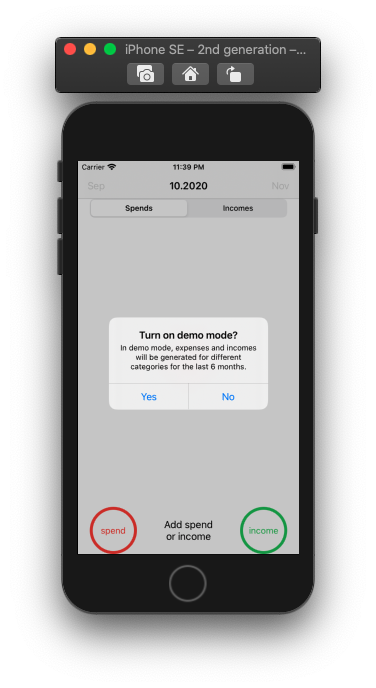 iPhone SE – 2nd generation –...
Carrier 11:39 PM
Sep 10.2020 Nov
Spends Incomes
Turn on demo mode?
In demo mode, expenses and incomes
will be generated for different
categories for the last 6 months.
Yes No
spend
Add spend
or income
income